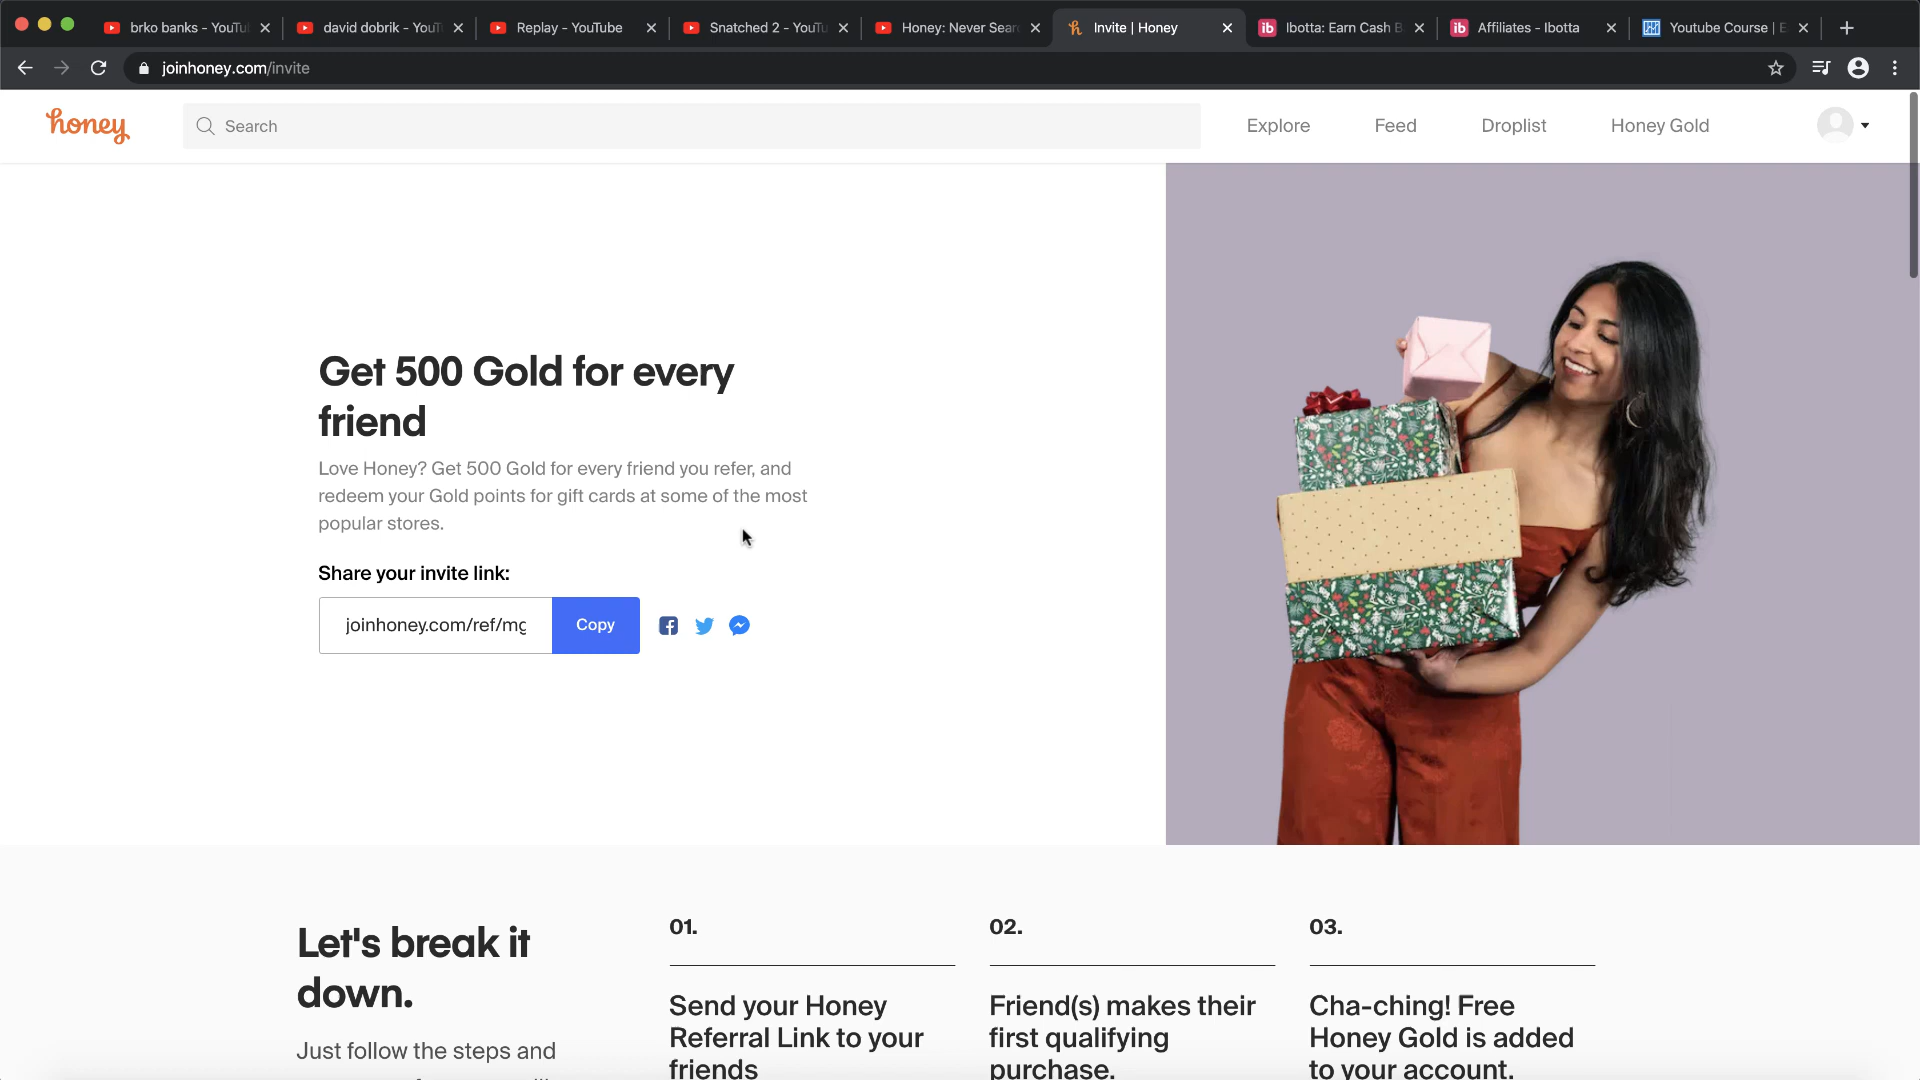 brko banks - YouTu
david dobrik - YouT
Replay - YouTube
Snatched 2 - YouTu
Honey: Never Sear
Invite | Honey
Ibotta: Earn Cash B
Affiliates - Ibotta
Youtube Course | E
joinhoney.com/invite
honey
Search
Explore
Feed
Droplist
Honey Gold
Get 500 Gold for every
friend
Love Honey? Get 500 Gold for every friend you refer, and
redeem your Gold points for gift cards at some of the most
popular stores.
Share your invite link:
joinhoney.com/ref/mg
Copy
Let's break it
down.
Just follow the steps and
01.
Send your Honey
Referral Link to your
friends
02.
Friend(s) makes their
first qualifying
purchase.
03.
Cha-ching! Free
Honey Gold is added
to your account.